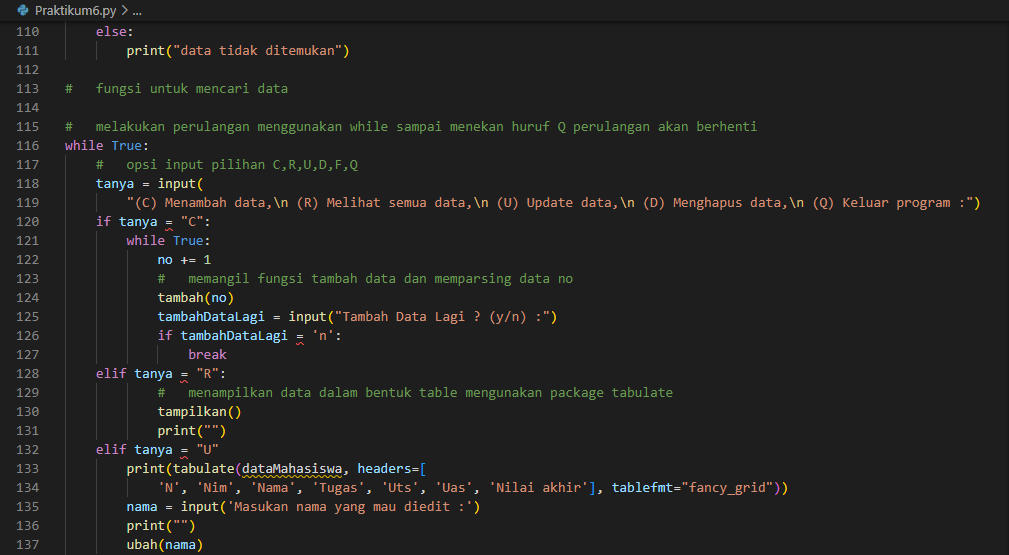 Praktikum6.py > ...
110 else:
111 print("data tidak ditemukan")
112
113 #   fungsi untuk mencari data
114
115 #   melakukan perulangan menggunakan while sampai menekan huruf Q perulangan akan berhenti
116 while True:
117     #   opsi input pilihan C,R,U,D,F,Q
118     tanya = input(
119         "(C) Menambah data,\n (R) Melihat semua data,\n (U) Update data,\n (D) Menghapus data,\n (Q) Keluar program :")
120     if tanya = "C":
121         while True:
122             no += 1
123             #   memangil fungsi tambah data dan memparsing data no
124             tambah(no)
125             tambahDataLagi = input("Tambah Data Lagi ? (y/n) :")
126             if tambahDataLagi = 'n':
127                 break
128     elif tanya = "R":
129             #   menampilkan data dalam bentuk table mengunakan package tabulate
130             tampilkan()
131             print("")
132     elif tanya = "U"
133         print(tabulate(dataMahasiswa, headers=[
134             'N', 'Nim', 'Nama', 'Tugas', 'Uts', 'Uas', 'Nilai akhir'], tablefmt="fancy_grid"))
135         nama = input('Masukan nama yang mau diedit :')
136         print("")
137         ubah(nama)